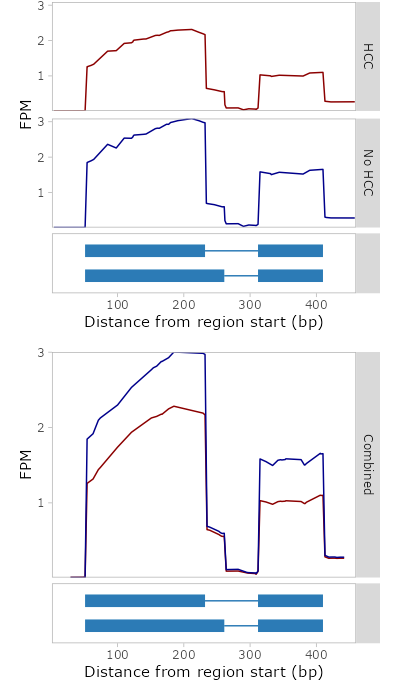 3
2
1
HCC
FPM
3
2
1
No HCC
100 200 300 400
Distance from region start (bp)
3
2
1
Combined
FPM
100 200 300 400
Distance from region start (bp)